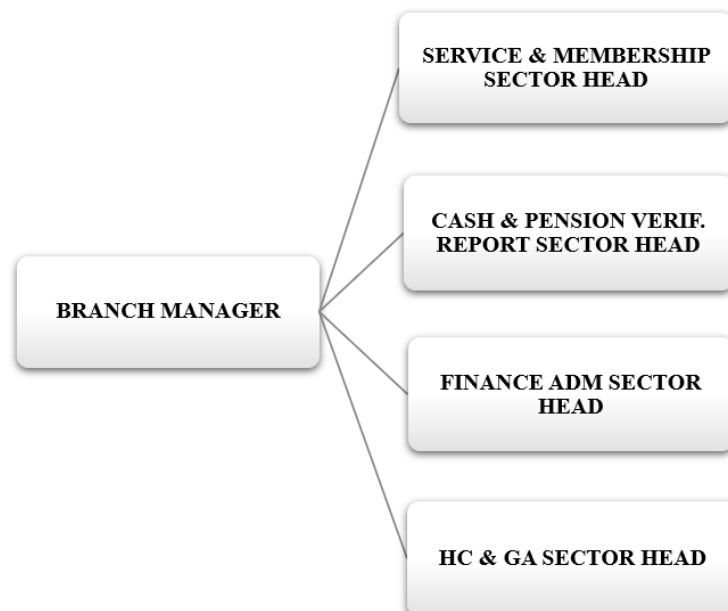 SERVICE & MEMBERSHIP
SECTOR HEAD
CASH & PENSION VERIF.
REPORT SECTOR HEAD
BRANCH MANAGER
FINANCE ADM SECTOR
HEAD
HC & GA SECTOR HEAD